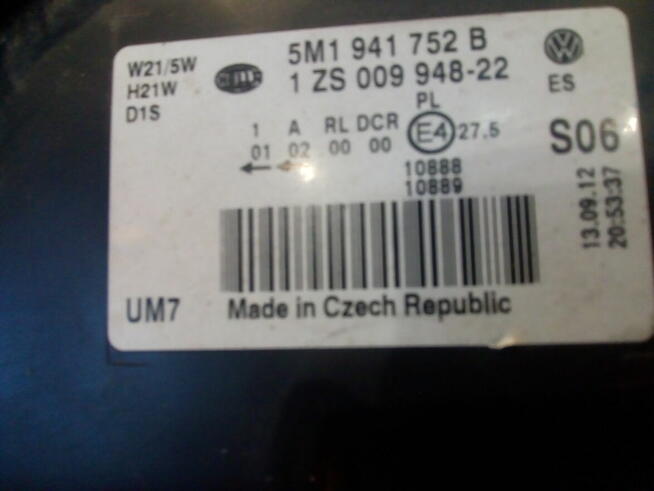 W21/5W
H21W
D1S
5M1 941 752 B
1 ZS 009 948-22
ES
PL
1 A RL DCR E4 27.5
01 02 00 00
10888
10889
S06
13.09.12
20:53:37
UM7 Made in Czech Republic